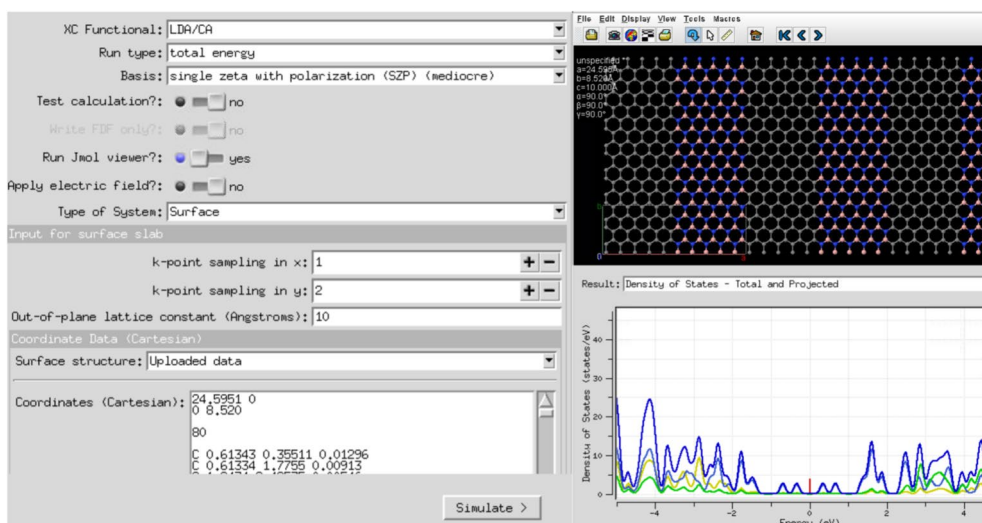 XC Functional: LDA/CA
Run type: total energy
Basis: single zeta with polarization (SZP) (mediocre)
Test calculation?: no
Write FDF only?: no
Run Jmol viewer?: yes
Apply electric field?: no
Type of System: Surface
Input for surface slab
k-point sampling in x: 1
k-point sampling in y: 2
Out-of-plane lattice constant (Angstroms): 10
Coordinate Data (Cartesian)
Surface structure: Uploaded data
Coordinates (Cartesian): 24.5951 0
0 8.520
80
C 0.61343 0.35511 0.01296
C 0.61334 1.7755 0.00913
Simulate >
File Edit Display View Tools Macros
unspecified
a=24.595Å
b=8.520Å
c=10.000Å
α=90.0°
β=90.0°
γ=90.0°
b
0
a
Result: Density of States - Total and Projected
Density of States (states/eV)
40
30
20
10
0
-4 -2 0 2 4
Energy (eV)